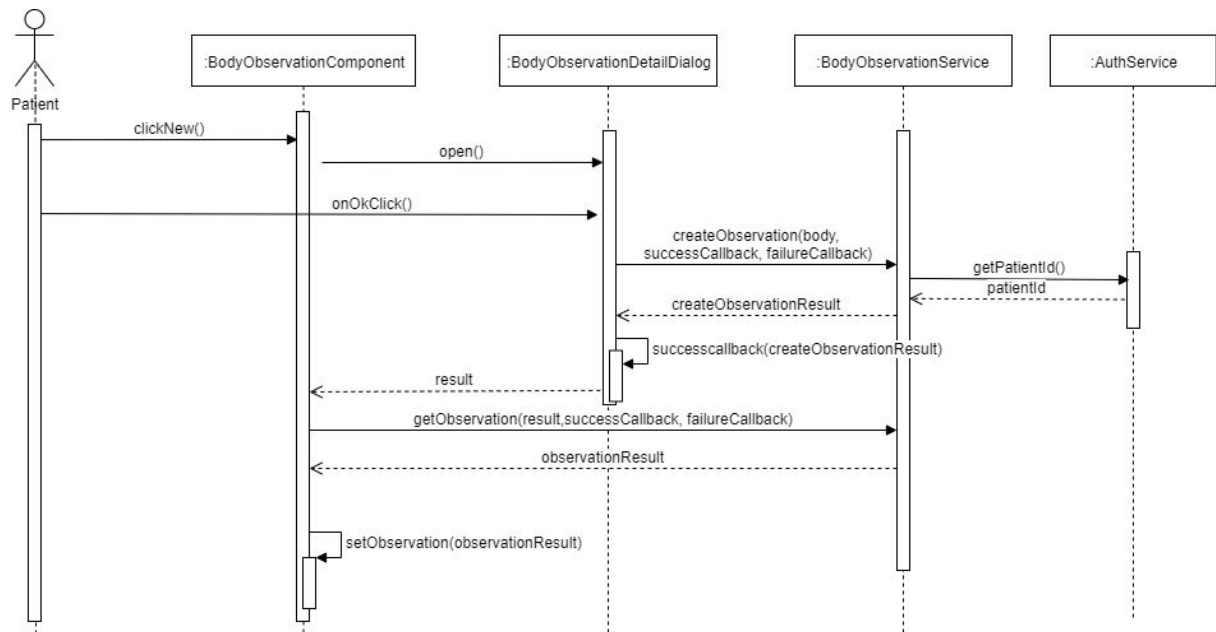 :BodyObservationComponent
:BodyObservationDetailDialog
:BodyObservationService
:AuthService
Patient
clickNew()
open()
onOkClick()
createObservation(body,
successCallback, failureCallback)
getPatientId()
patientId
createObservationResult
successcallback(createObservationResult)
result
getObservation(result,successCallback, failureCallback)
observationResult
setObservation(observationResult)